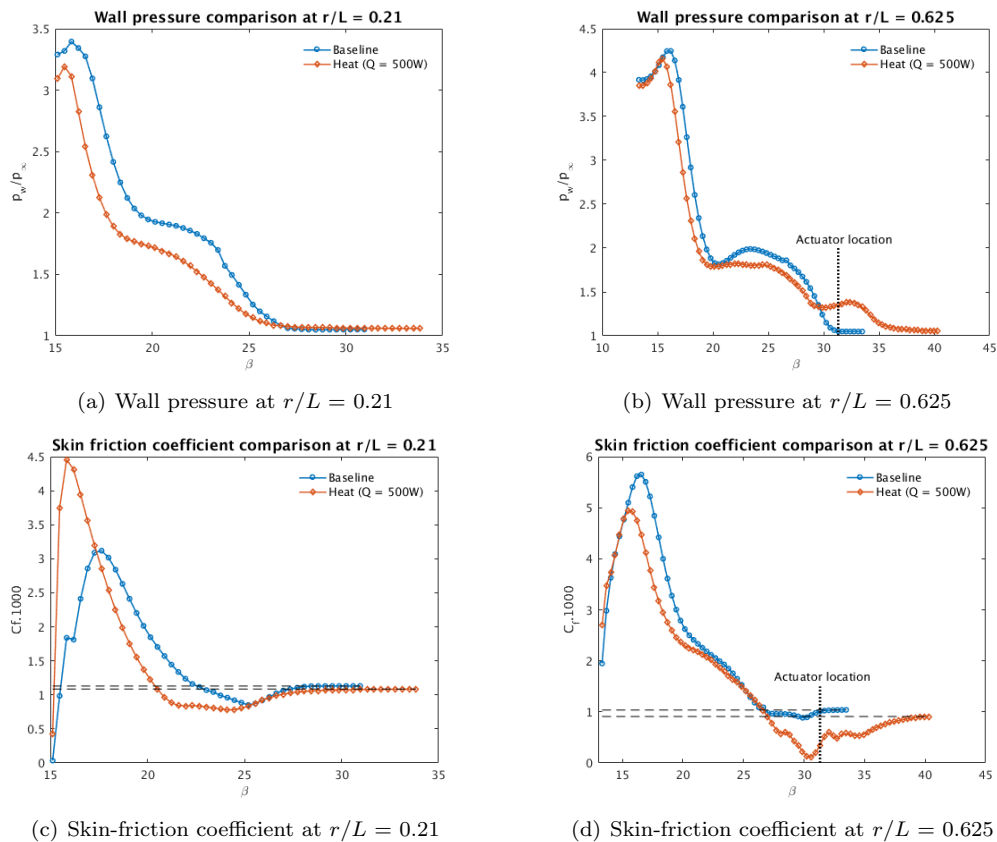 Wall pressure comparison at r/L = 0.21
3.5
3
2.5
2
1.5
1
p_w/p_∞
Baseline
Heat (Q = 500W)
15 20 25 30 35
β
(a) Wall pressure at r/L = 0.21
Wall pressure comparison at r/L = 0.625
4.5
4
3.5
3
2.5
2
1.5
1
p_w/p_∞
Baseline
Heat (Q = 500W)
Actuator location
10 15 20 25 30 35 40 45
β
(b) Wall pressure at r/L = 0.625
Skin friction coefficient comparison at r/L = 0.21
4.5
4
3.5
3
2.5
2
1.5
1
0.5
0
Cf.1000
Baseline
Heat (Q = 500W)
15 20 25 30 35
β
(c) Skin-friction coefficient at r/L = 0.21
Skin friction coefficient comparison at r/L = 0.625
6
5
4
3
2
1
0
C_f.1000
Baseline
Heat (Q = 500W)
Actuator location
15 20 25 30 35 40 45
β
(d) Skin-friction coefficient at r/L = 0.625